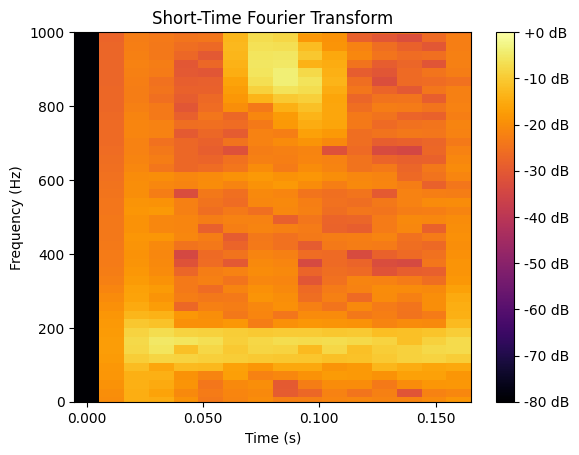 Short-Time Fourier Transform
Frequency (Hz)
1000
800
600
400
200
0
0.000
0.050
0.100
0.150
Time (s)
+0 dB
-10 dB
-20 dB
-30 dB
-40 dB
-50 dB
-60 dB
-70 dB
-80 dB